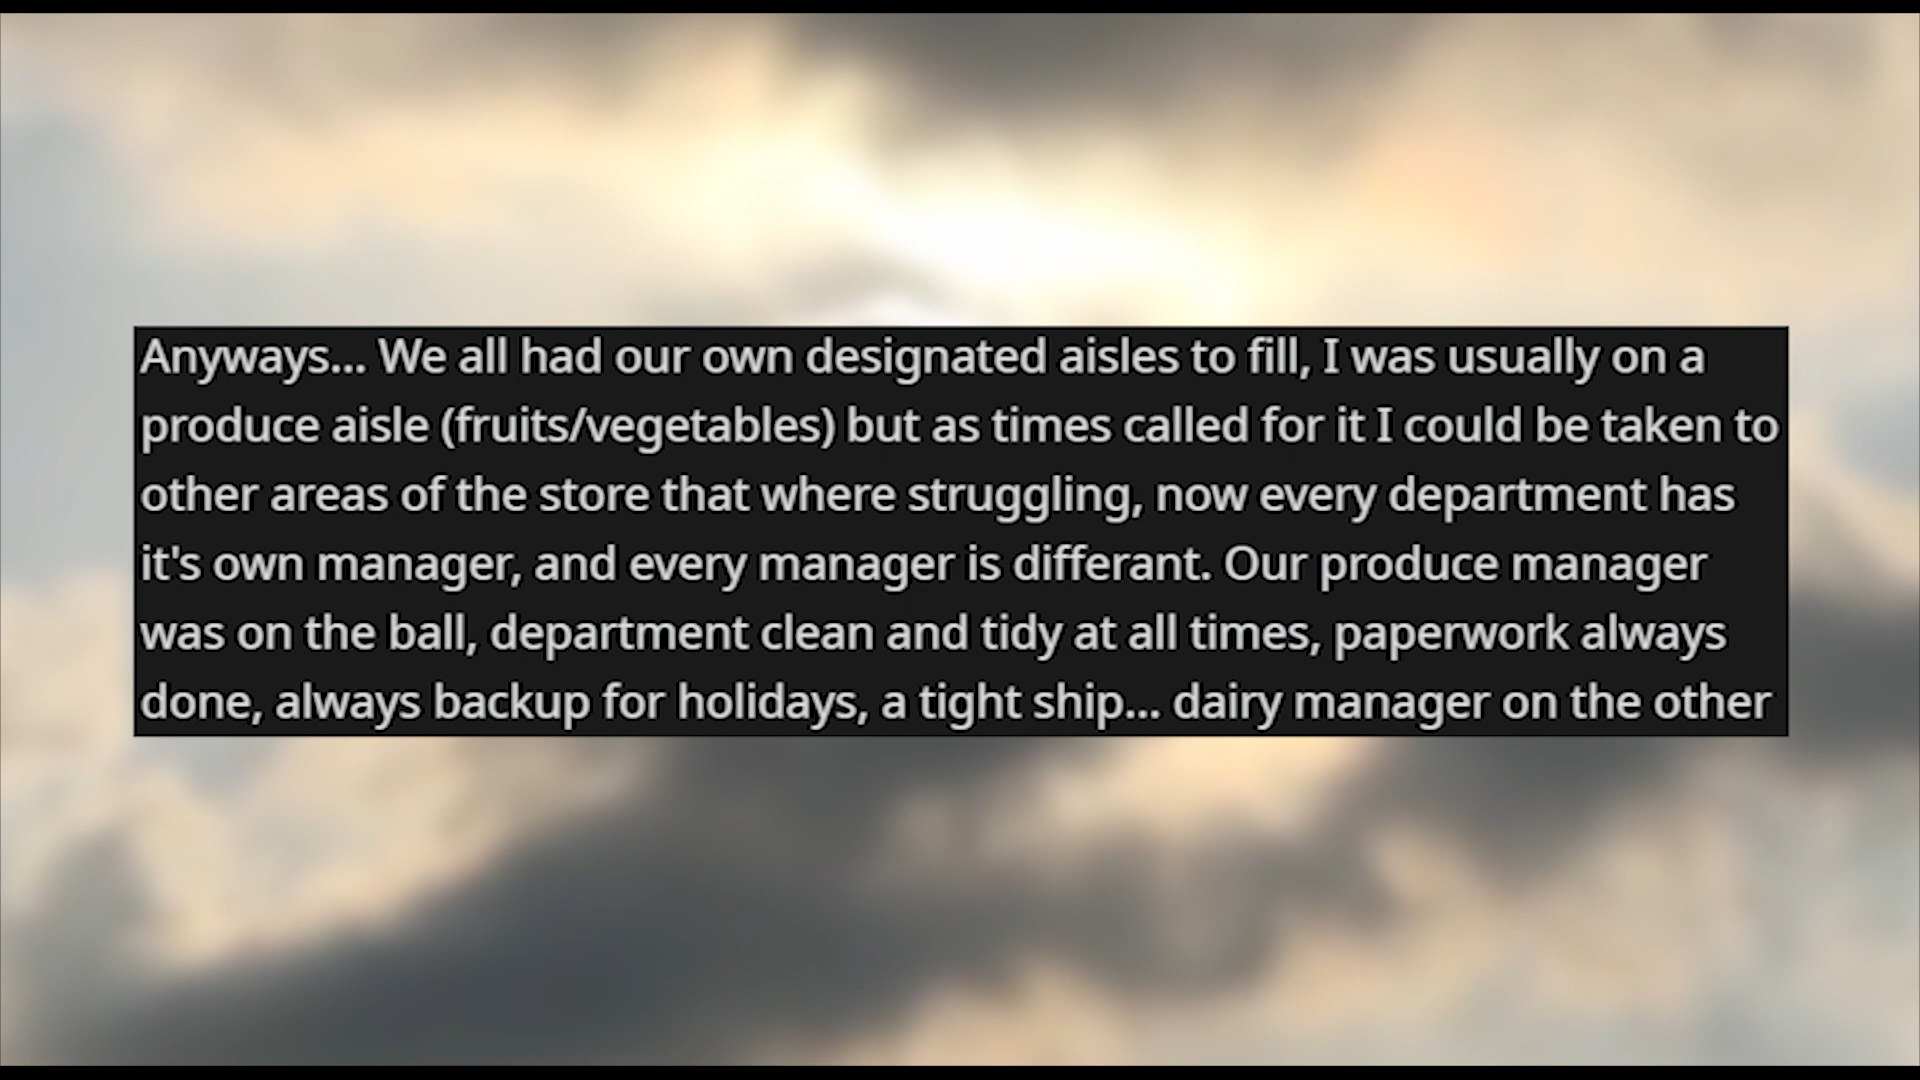 Anyways... We all had our own designated aisles to fill, I was usually on a
produce aisle (fruits/vegetables) but as times called for it I could be taken to
other areas of the store that where struggling, now every department has
it's own manager, and every manager is differant. Our produce manager
was on the ball, department clean and tidy at all times, paperwork always
done, always backup for holidays, a tight ship... dairy manager on the other